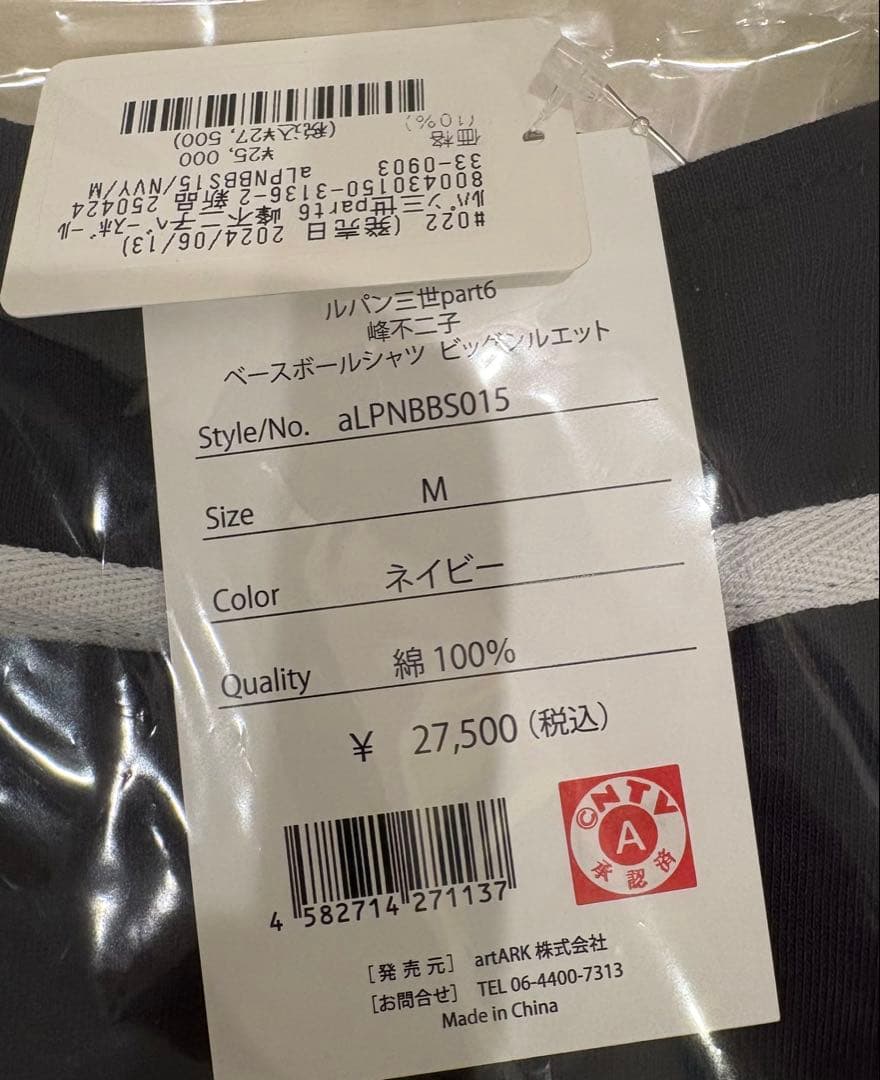 #022 (発売日 2024/06/13)
ルパン三世part6 峰不二子ベースボール
800430150-3136-2-新品 250424
33-0903 aLPNBBS15/NVY/M
¥25,000
価格 (税込¥27,500)
(10%)
ルパン三世part6
峰不二子
ベースボールシャツ ビッグシルエット
Style/No. aLPNBBS015
Size M
Color ネイビー
Quality 綿 100%
¥ 27,500 (税込)
©NTV
A
承認済
4 582714 271137
[発売元] artARK 株式会社
[お問合せ] TEL 06-4400-7313
Made in China